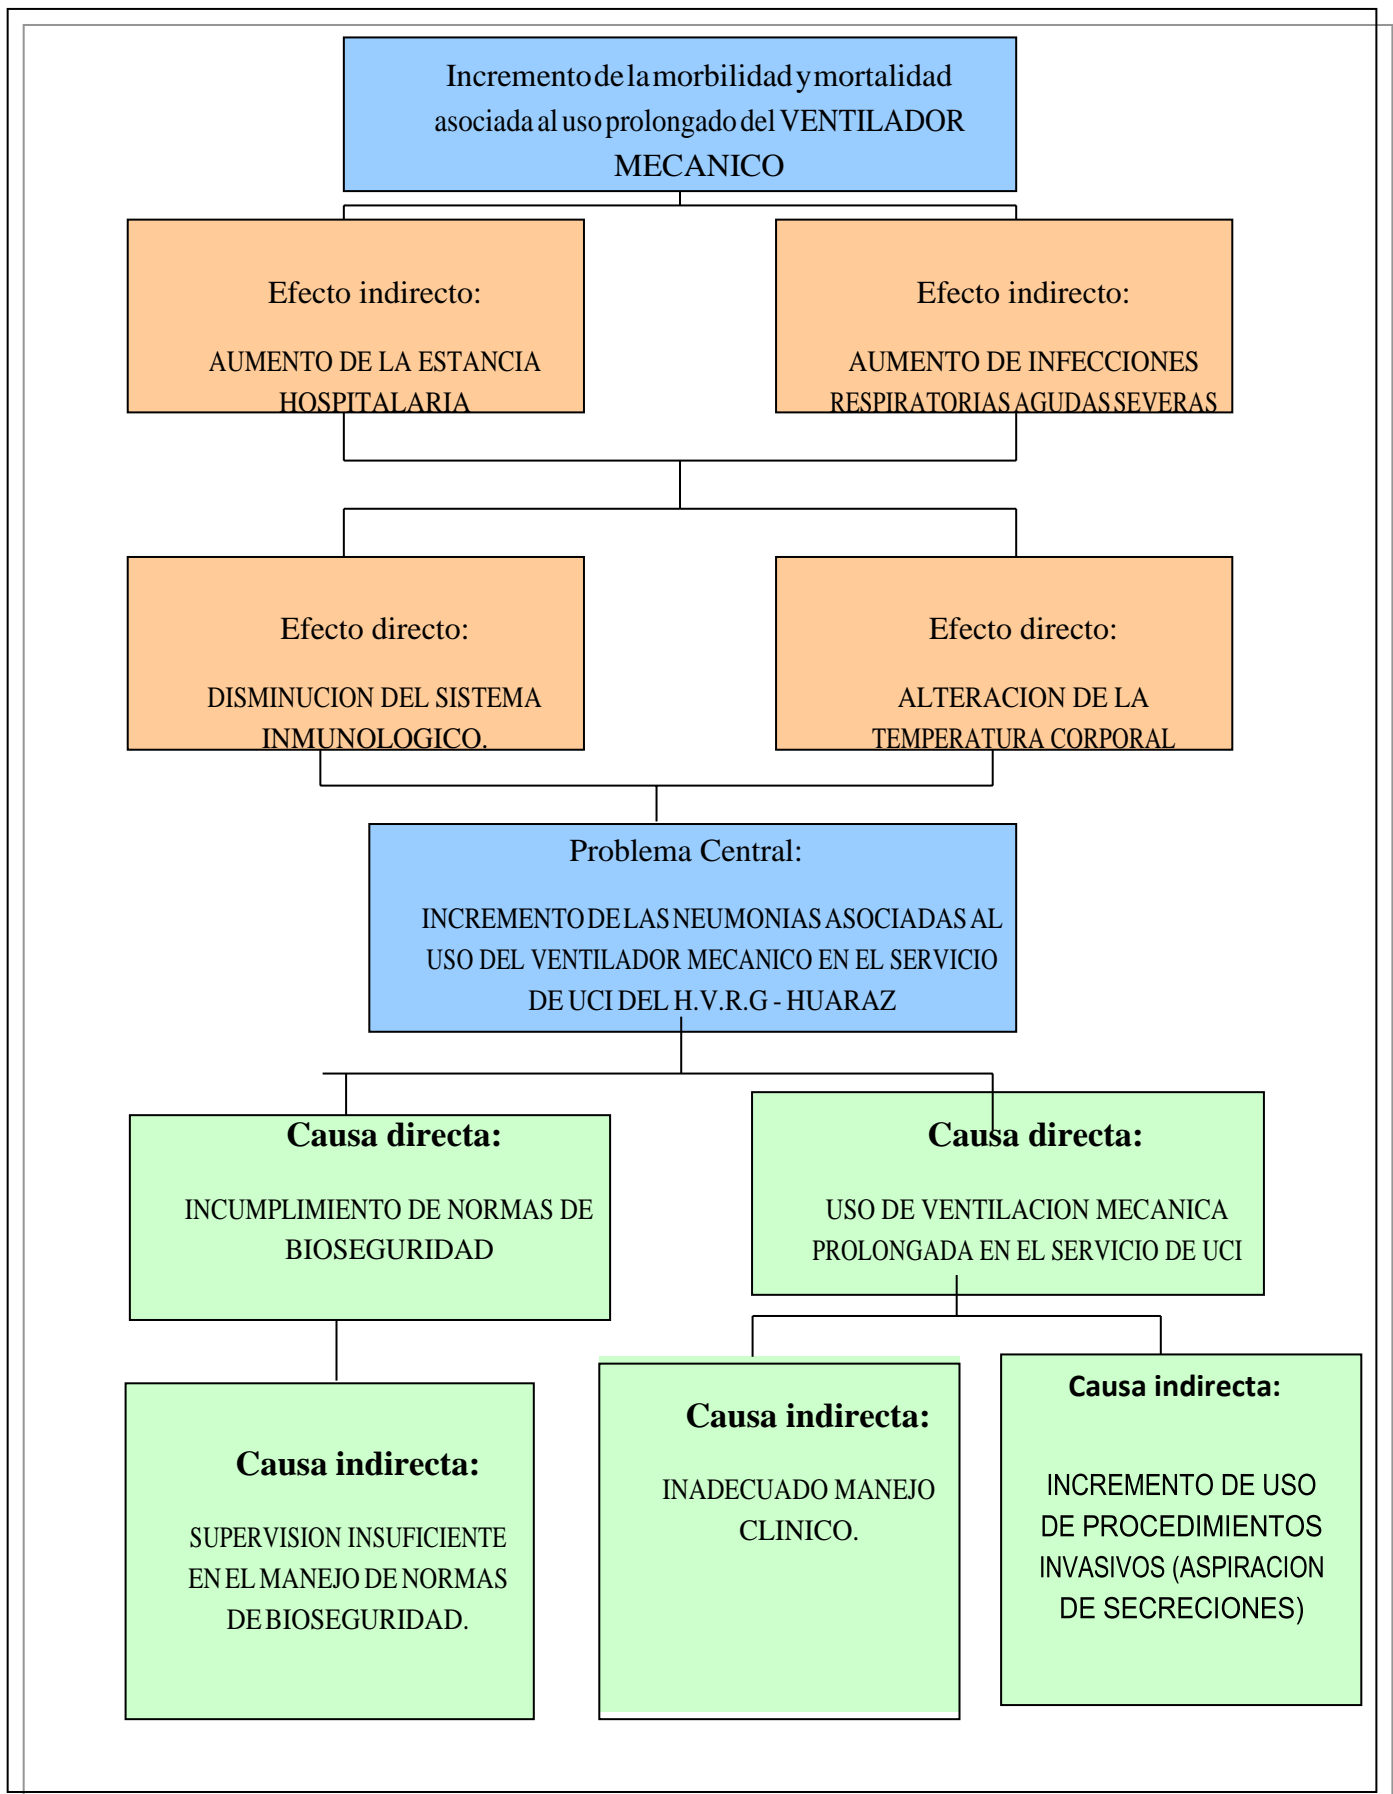 Incremento de la morbilidad y mortalidad
asociada al uso prolongado del VENTILADOR
MECANICO
Efecto indirecto:
AUMENTO DE LA ESTANCIA
HOSPITALARIA
Efecto indirecto:
AUMENTO DE INFECCIONES
RESPIRATORIAS AGUDAS SEVERAS
Efecto directo:
DISMINUCION DEL SISTEMA
INMUNOLOGICO.
Efecto directo:
ALTERACION DE LA
TEMPERATURA CORPORAL
Problema Central:
INCREMENTO DE LAS NEUMONIAS ASOCIADAS AL
USO DEL VENTILADOR MECANICO EN EL SERVICIO
DE UCI DEL H.V.R.G - HUARAZ
Causa directa:
INCUMPLIMIENTO DE NORMAS DE
BIOSEGURIDAD
Causa directa:
USO DE VENTILACION MECANICA
PROLONGADA EN EL SERVICIO DE UCI
Causa indirecta:
SUPERVISION INSUFICIENTE
EN EL MANEJO DE NORMAS
DE BIOSEGURIDAD.
Causa indirecta:
INADECUADO MANEJO
CLINICO.
Causa indirecta:
INCREMENTO DE USO
DE PROCEDIMIENTOS
INVASIVOS (ASPIRACION
DE SECRECIONES)